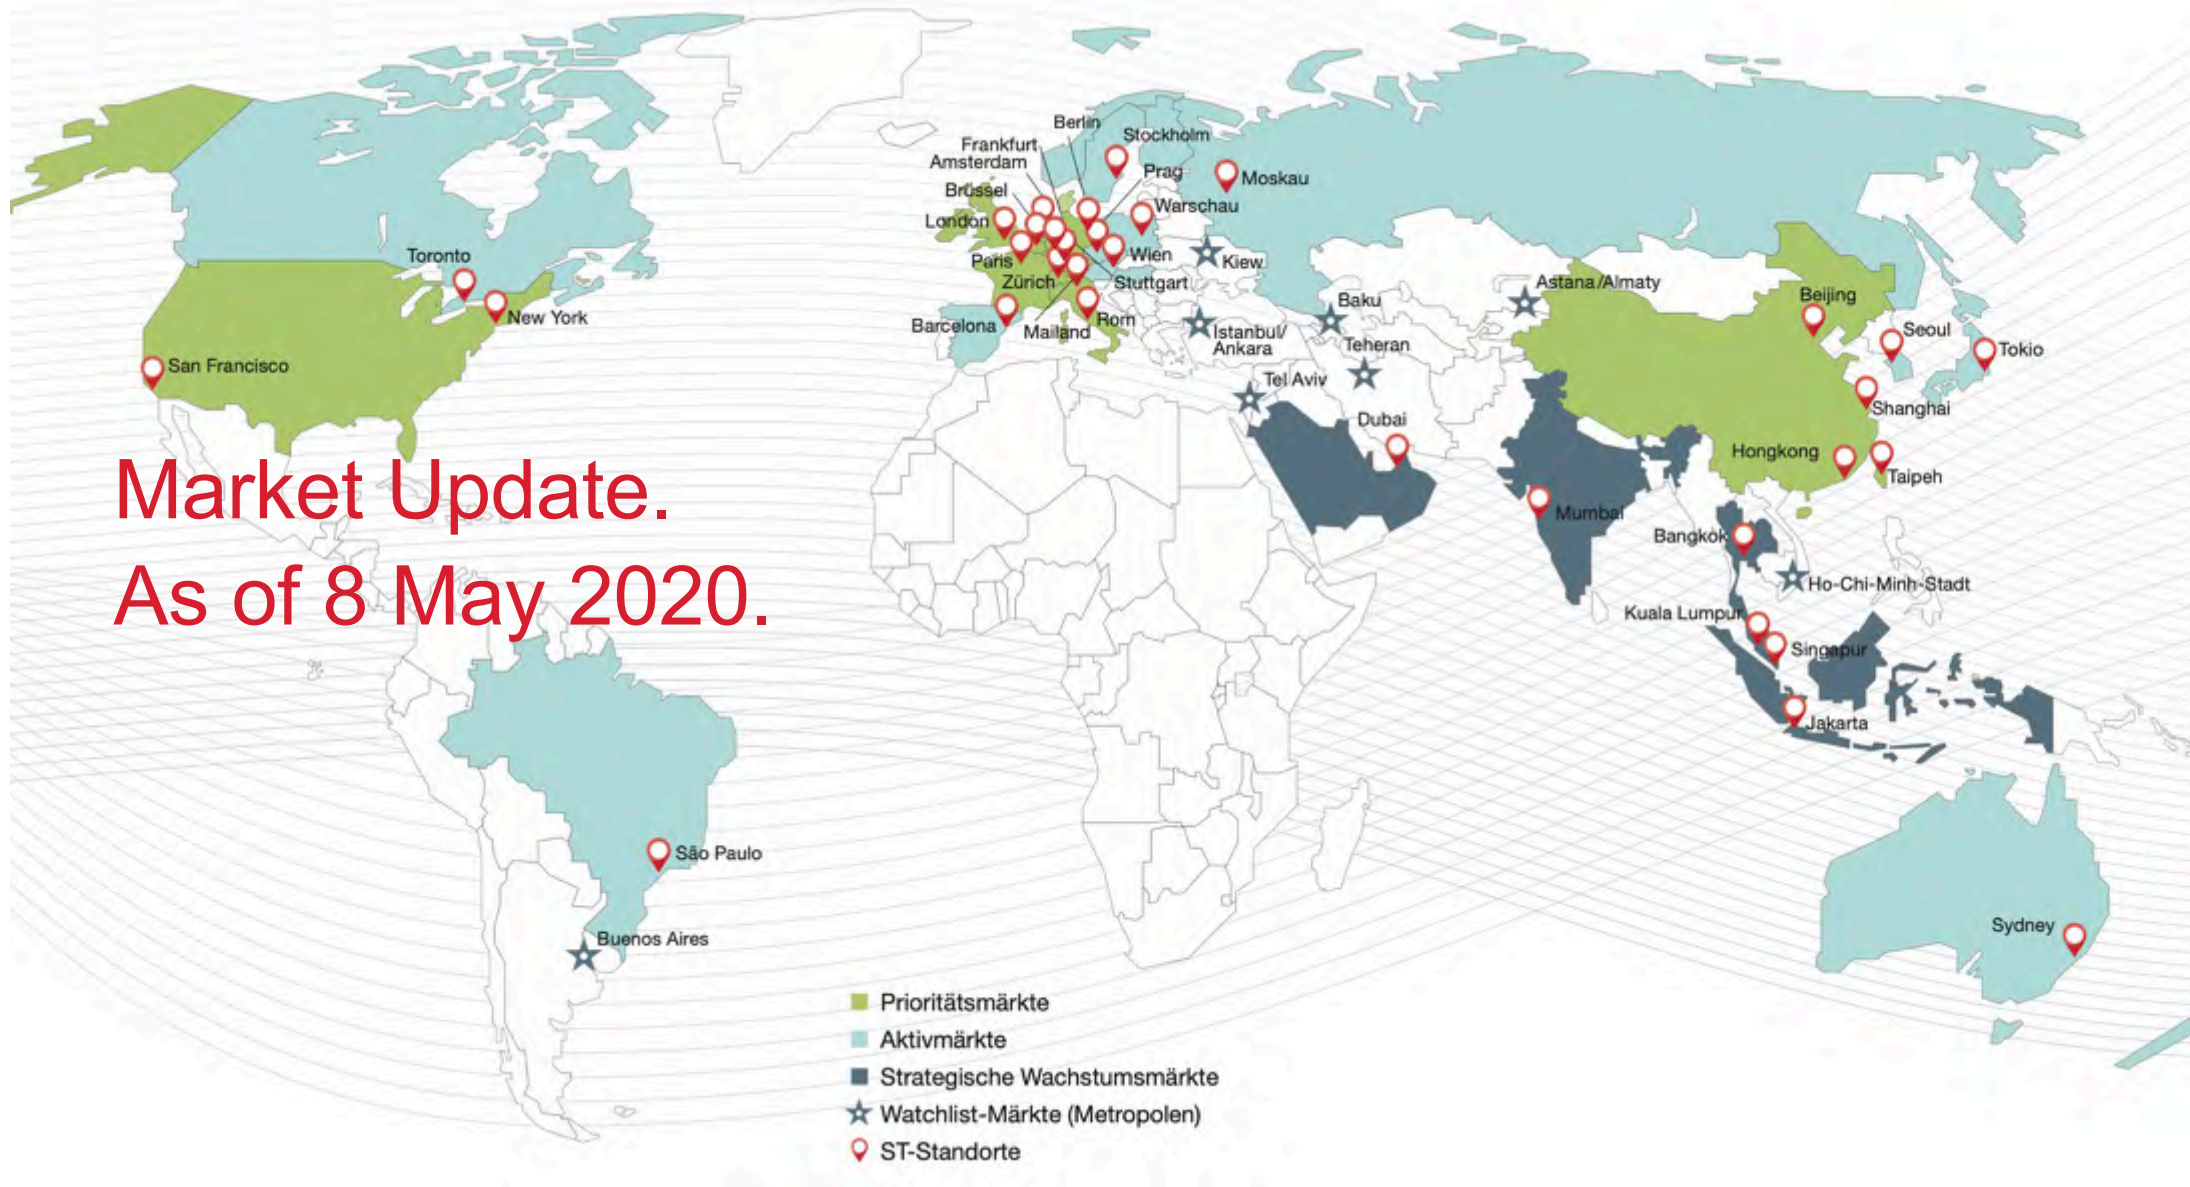 Berlin
Stockholm
Frankfurt
Amsterdam
Prag
Moskau
Brüssel
Warschau
London
Toronto
Paris
Wien
Kiew
Zürich
Stuttgart
Astana/Almaty
Beijing
New York
Barcelona
Mailand
Rom
Istanbul/
Ankara
Baku
Teheran
Seoul
Tokio
San Francisco
Tel Aviv
Shanghai
Dubai
Hongkong
Taipeh
Market Update.
As of 8 May 2020.
Mumbai
Bangkok
Ho-Chi-Minh-Stadt
Kuala Lumpur
Singapur
Jakarta
São Paulo
Buenos Aires
Sydney
Prioritätsmärkte
Aktivmärkte
Strategische Wachstumsmärkte
Watchlist-Märkte (Metropolen)
ST-Standorte